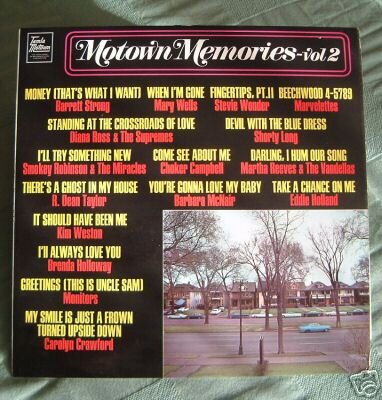 Tamla
Motown
Motown Memories-vol 2
MONEY (THAT'S WHAT I WANT) WHEN I'M GONE FINGERTIPS, PT.II BEECHWOOD 4-5789
Barrett Strong Mary Wells Stevie Wonder Marvelettes
STANDING AT THE CROSSROADS OF LOVE DEVIL WITH THE BLUE DRESS
Diana Ross & The Supremes Shorty Long
I'LL TRY SOMETHING NEW COME SEE ABOUT ME DARLING, I HUM OUR SONG
Smokey Robinson & The Miracles Choker Campbell Martha Reeves & The Vandellas
THERE'S A GHOST IN MY HOUSE YOU'RE GONNA LOVE MY BABY TAKE A CHANCE ON ME
R. Dean Taylor Barbara McNair Eddie Holland
IT SHOULD HAVE BEEN ME
Kim Weston
I'll ALWAYS LOVE YOU
Brenda Holloway
GREETINGS (THIS IS UNCLE SAM)
Monitors
MY SMILE IS JUST A FROWN
TURNED UPSIDE DOWN
Carolyn Crawford